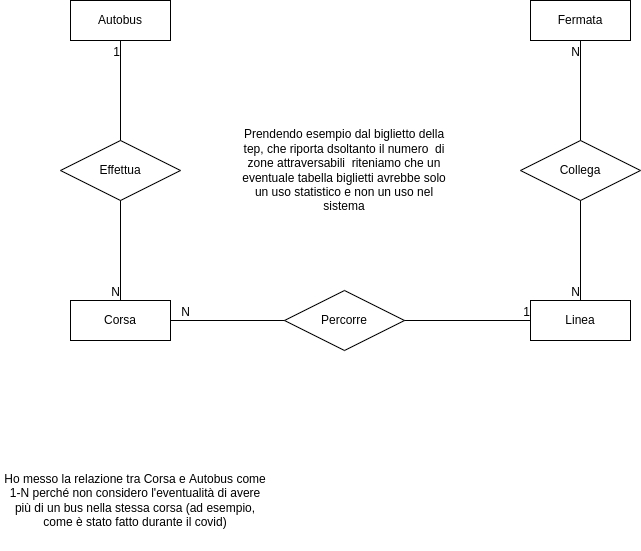 Autobus
Fermata
1
N
Prendendo esempio dal biglietto della
tep, che riporta dsoltanto il numero di
zone attraversabili riteniamo che un
eventuale tabella biglietti avrebbe solo
un uso statistico e non un uso nel
sistema
Effettua
Collega
N
N
Corsa
N
Percorre
1
Linea
Ho messo la relazione tra Corsa e Autobus come
1-N perché non considero l'eventualità di avere
più di un bus nella stessa corsa (ad esempio,
come è stato fatto durante il covid)